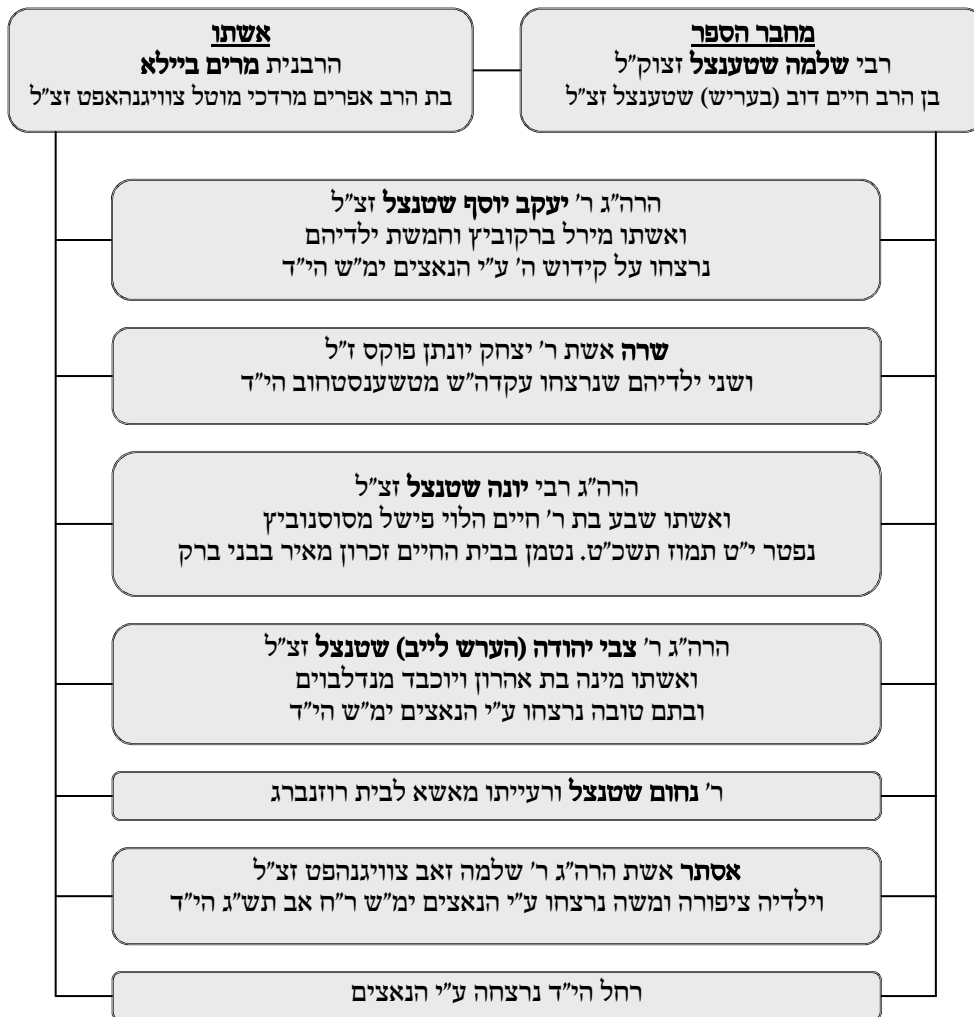 מחבר הספר
רבי שלמה שטענצל זצוק"ל
בן הרב חיים דוב (בעריש) שטענצל זצ"ל
אשתו
הרבנית מרים ביילא
בת הרב אפרים מרדכי מוטל צוויגנהאפט זצ"ל
הרה"ג ר' יעקב יוסף שטנצל זצ"ל
ואשתו מירל ברקוביץ וחמשת ילדיהם
נרצחו על קידוש ה' ע"י הנאצים ימ"ש הי"ד
שרה אשת ר' יצחק יונתן פוקס ז"ל
ושני ילדיהם שנרצחו עקדה"ש מטשענסטחוב הי"ד
הרה"ג רבי יונה שטנצל זצ"ל
ואשתו שבע בת ר' חיים הלוי פישל מסוסנוביץ
נפטר י"ט תמוז תשכ"ט. נטמן בבית החיים זכרון מאיר בבני ברק
הרה"ג ר' צבי יהודה (הערש לייב) שטנצל זצ"ל
ואשתו מינה בת אהרון ויוכבד מנדלבוים
ובתם טובה נרצחו ע"י הנאצים ימ"ש הי"ד
ר' נחום שטנצל ורעייתו מאשא לבית רוזנברג
אסתר אשת הרה"ג ר' שלמה זאב צוויגנהפט זצ"ל
וילדיה ציפורה ומשה נרצחו ע"י הנאצים ימ"ש ר"ח אב תש"ג הי"ד
רחל הי"ד נרצחה ע"י הנאצים